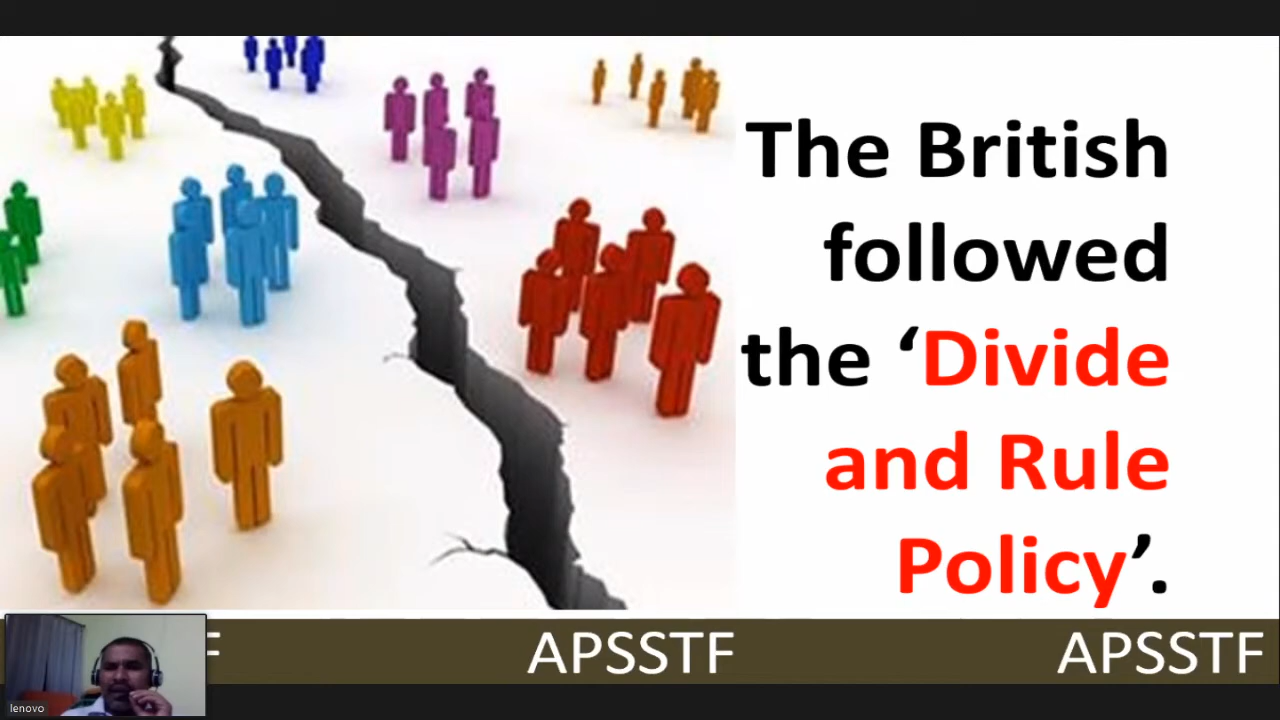 The British
followed
the ‘Divide
and Rule
Policy’.
F APSSTF APSSTF
lenovo